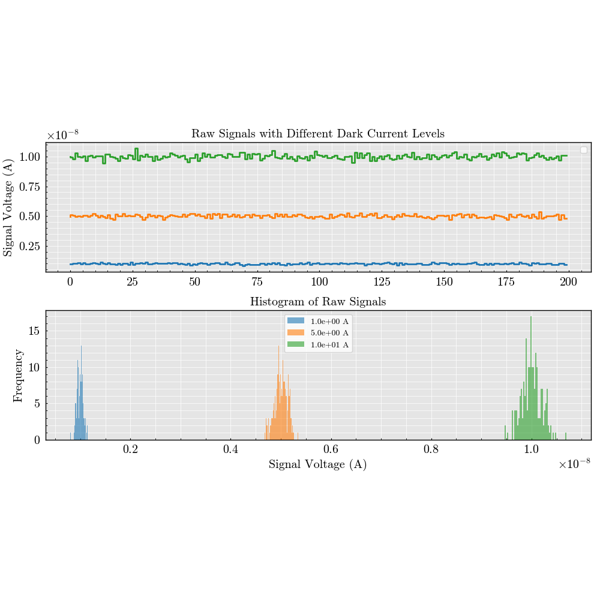 Raw Signals with Different Dark Current Levels
×10⁻⁸
1.00
0.75
0.50
0.25
Signal Voltage (A)
0 25 50 75 100 125 150 175 200
Histogram of Raw Signals
1.0e+00 A
5.0e+00 A
1.0e+01 A
15
10
5
0
Frequency
0.2 0.4 0.6 0.8 1.0
Signal Voltage (A)
×10⁻⁸